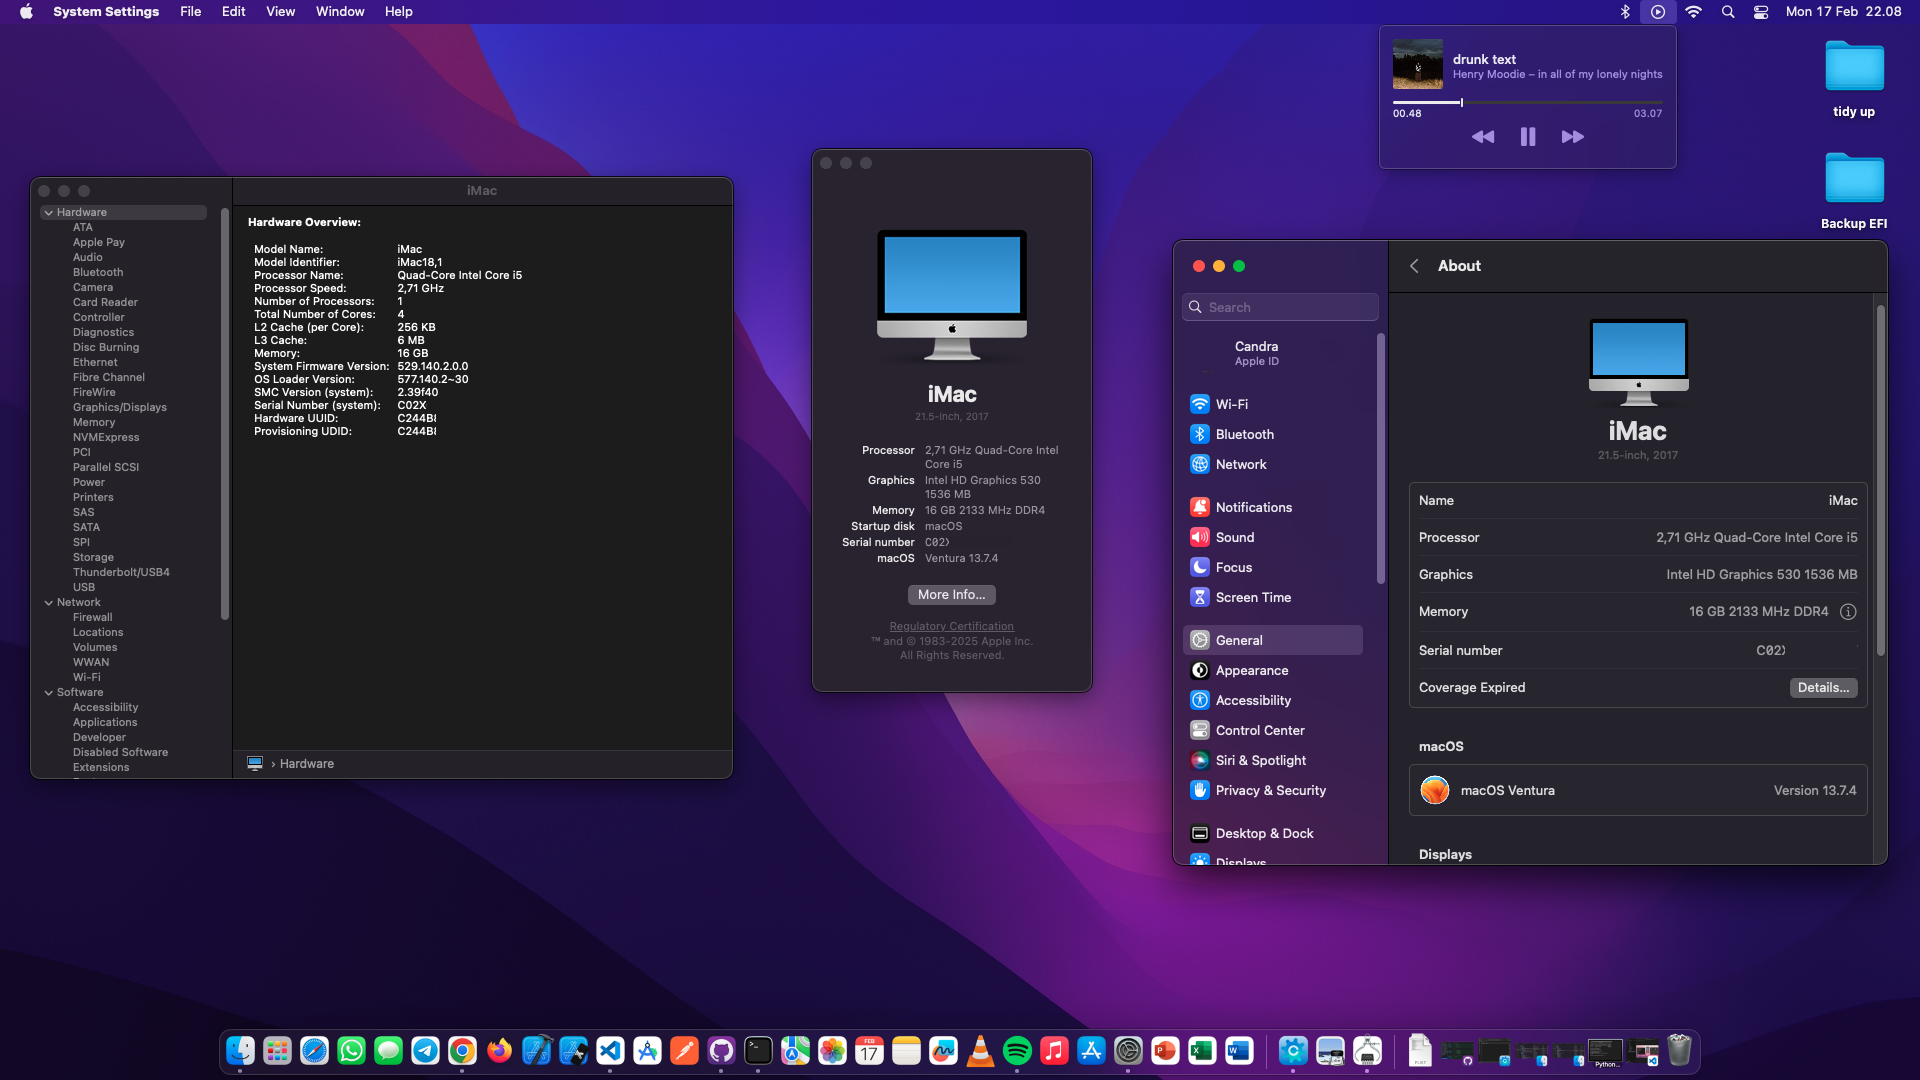 System Settings File Edit View Window Help
Mon 17 Feb 22.08
drunk text
Henry Moodie – in all of my lonely nights
00.48 03.07
tidy up
Backup EFI
iMac
Hardware
ATA
Apple Pay
Audio
Bluetooth
Camera
Card Reader
Controller
Diagnostics
Disc Burning
Ethernet
Fibre Channel
FireWire
Graphics/Displays
Memory
NVMExpress
PCI
Parallel SCSI
Power
Printers
SAS
SATA
SPI
Storage
Thunderbolt/USB4
USB
Network
Firewall
Locations
Volumes
WWAN
Wi-Fi
Software
Accessibility
Applications
Developer
Disabled Software
Extensions
Hardware Overview:
Model Name: iMac
Model Identifier: iMac18,1
Processor Name: Quad-Core Intel Core i5
Processor Speed: 2,71 GHz
Number of Processors: 1
Total Number of Cores: 4
L2 Cache (per Core): 256 KB
L3 Cache: 6 MB
Memory: 16 GB
System Firmware Version: 529.140.2.0.0
OS Loader Version: 577.140.2~30
SMC Version (system): 2.39f40
Serial Number (system): C02X
Hardware UUID: C244B
Provisioning UDID: C244B
› Hardware
iMac
21.5-inch, 2017
Processor 2,71 GHz Quad-Core Intel
Core i5
Graphics Intel HD Graphics 530
1536 MB
Memory 16 GB 2133 MHz DDR4
Startup disk macOS
Serial number C02
macOS Ventura 13.7.4
More Info...
Regulatory Certification
™ and © 1983-2025 Apple Inc.
All Rights Reserved.
Search
Candra
Apple ID
Wi-Fi
Bluetooth
Network
Notifications
Sound
Focus
Screen Time
General
Appearance
Accessibility
Control Center
Siri & Spotlight
Privacy & Security
Desktop & Dock
Displays
About
iMac
21.5-inch, 2017
Name iMac
Processor 2,71 GHz Quad-Core Intel Core i5
Graphics Intel HD Graphics 530 1536 MB
Memory 16 GB 2133 MHz DDR4
Serial number C02
Coverage Expired Details...
macOS
macOS Ventura Version 13.7.4
Displays
FEB
17
Python...